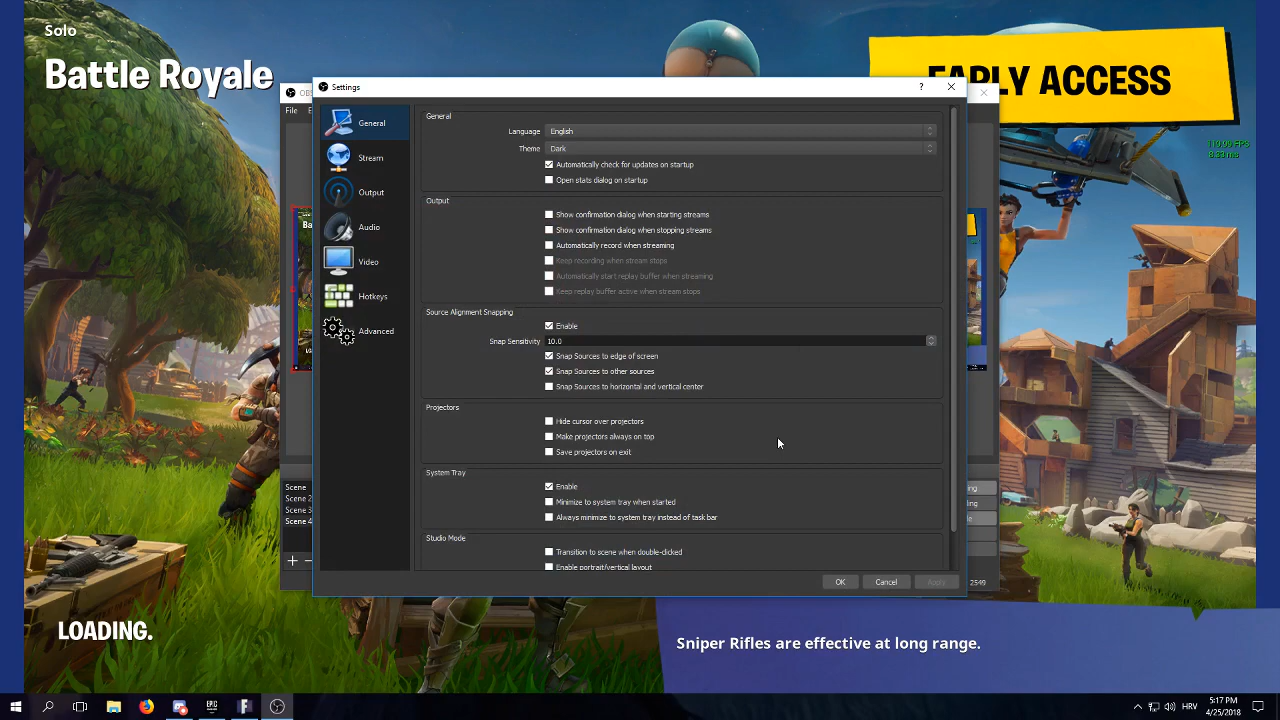 Solo
Battle Royale
EARLY ACCESS
110.99 FPS
8.33 ms
OBS
File
Settings
?
General
Stream
Output
Audio
Video
Hotkeys
Advanced
General
Language English
Theme Dark
Automatically check for updates on startup
Open stats dialog on startup
Output
Show confirmation dialog when starting streams
Show confirmation dialog when stopping streams
Automatically record when streaming
Keep recording when stream stops
Automatically start replay buffer when streaming
Keep replay buffer active when stream stops
Source Alignment Snapping
Enable
Snap Sensitivity 10.0
Snap Sources to edge of screen
Snap Sources to other sources
Snap Sources to horizontal and vertical center
Projectors
Hide cursor over projectors
Make projectors always on top
Save projectors on exit
System Tray
Enable
Minimize to system tray when started
Always minimize to system tray instead of task bar
Studio Mode
Transition to scene when double-clicked
Enable portrait/vertical layout
OK Cancel Apply
Scene
Scene 2
Scene 3
Scene 4
LOADING.
Sniper Rifles are effective at long range.
EPIC
HRV
5:17 PM
4/25/2018